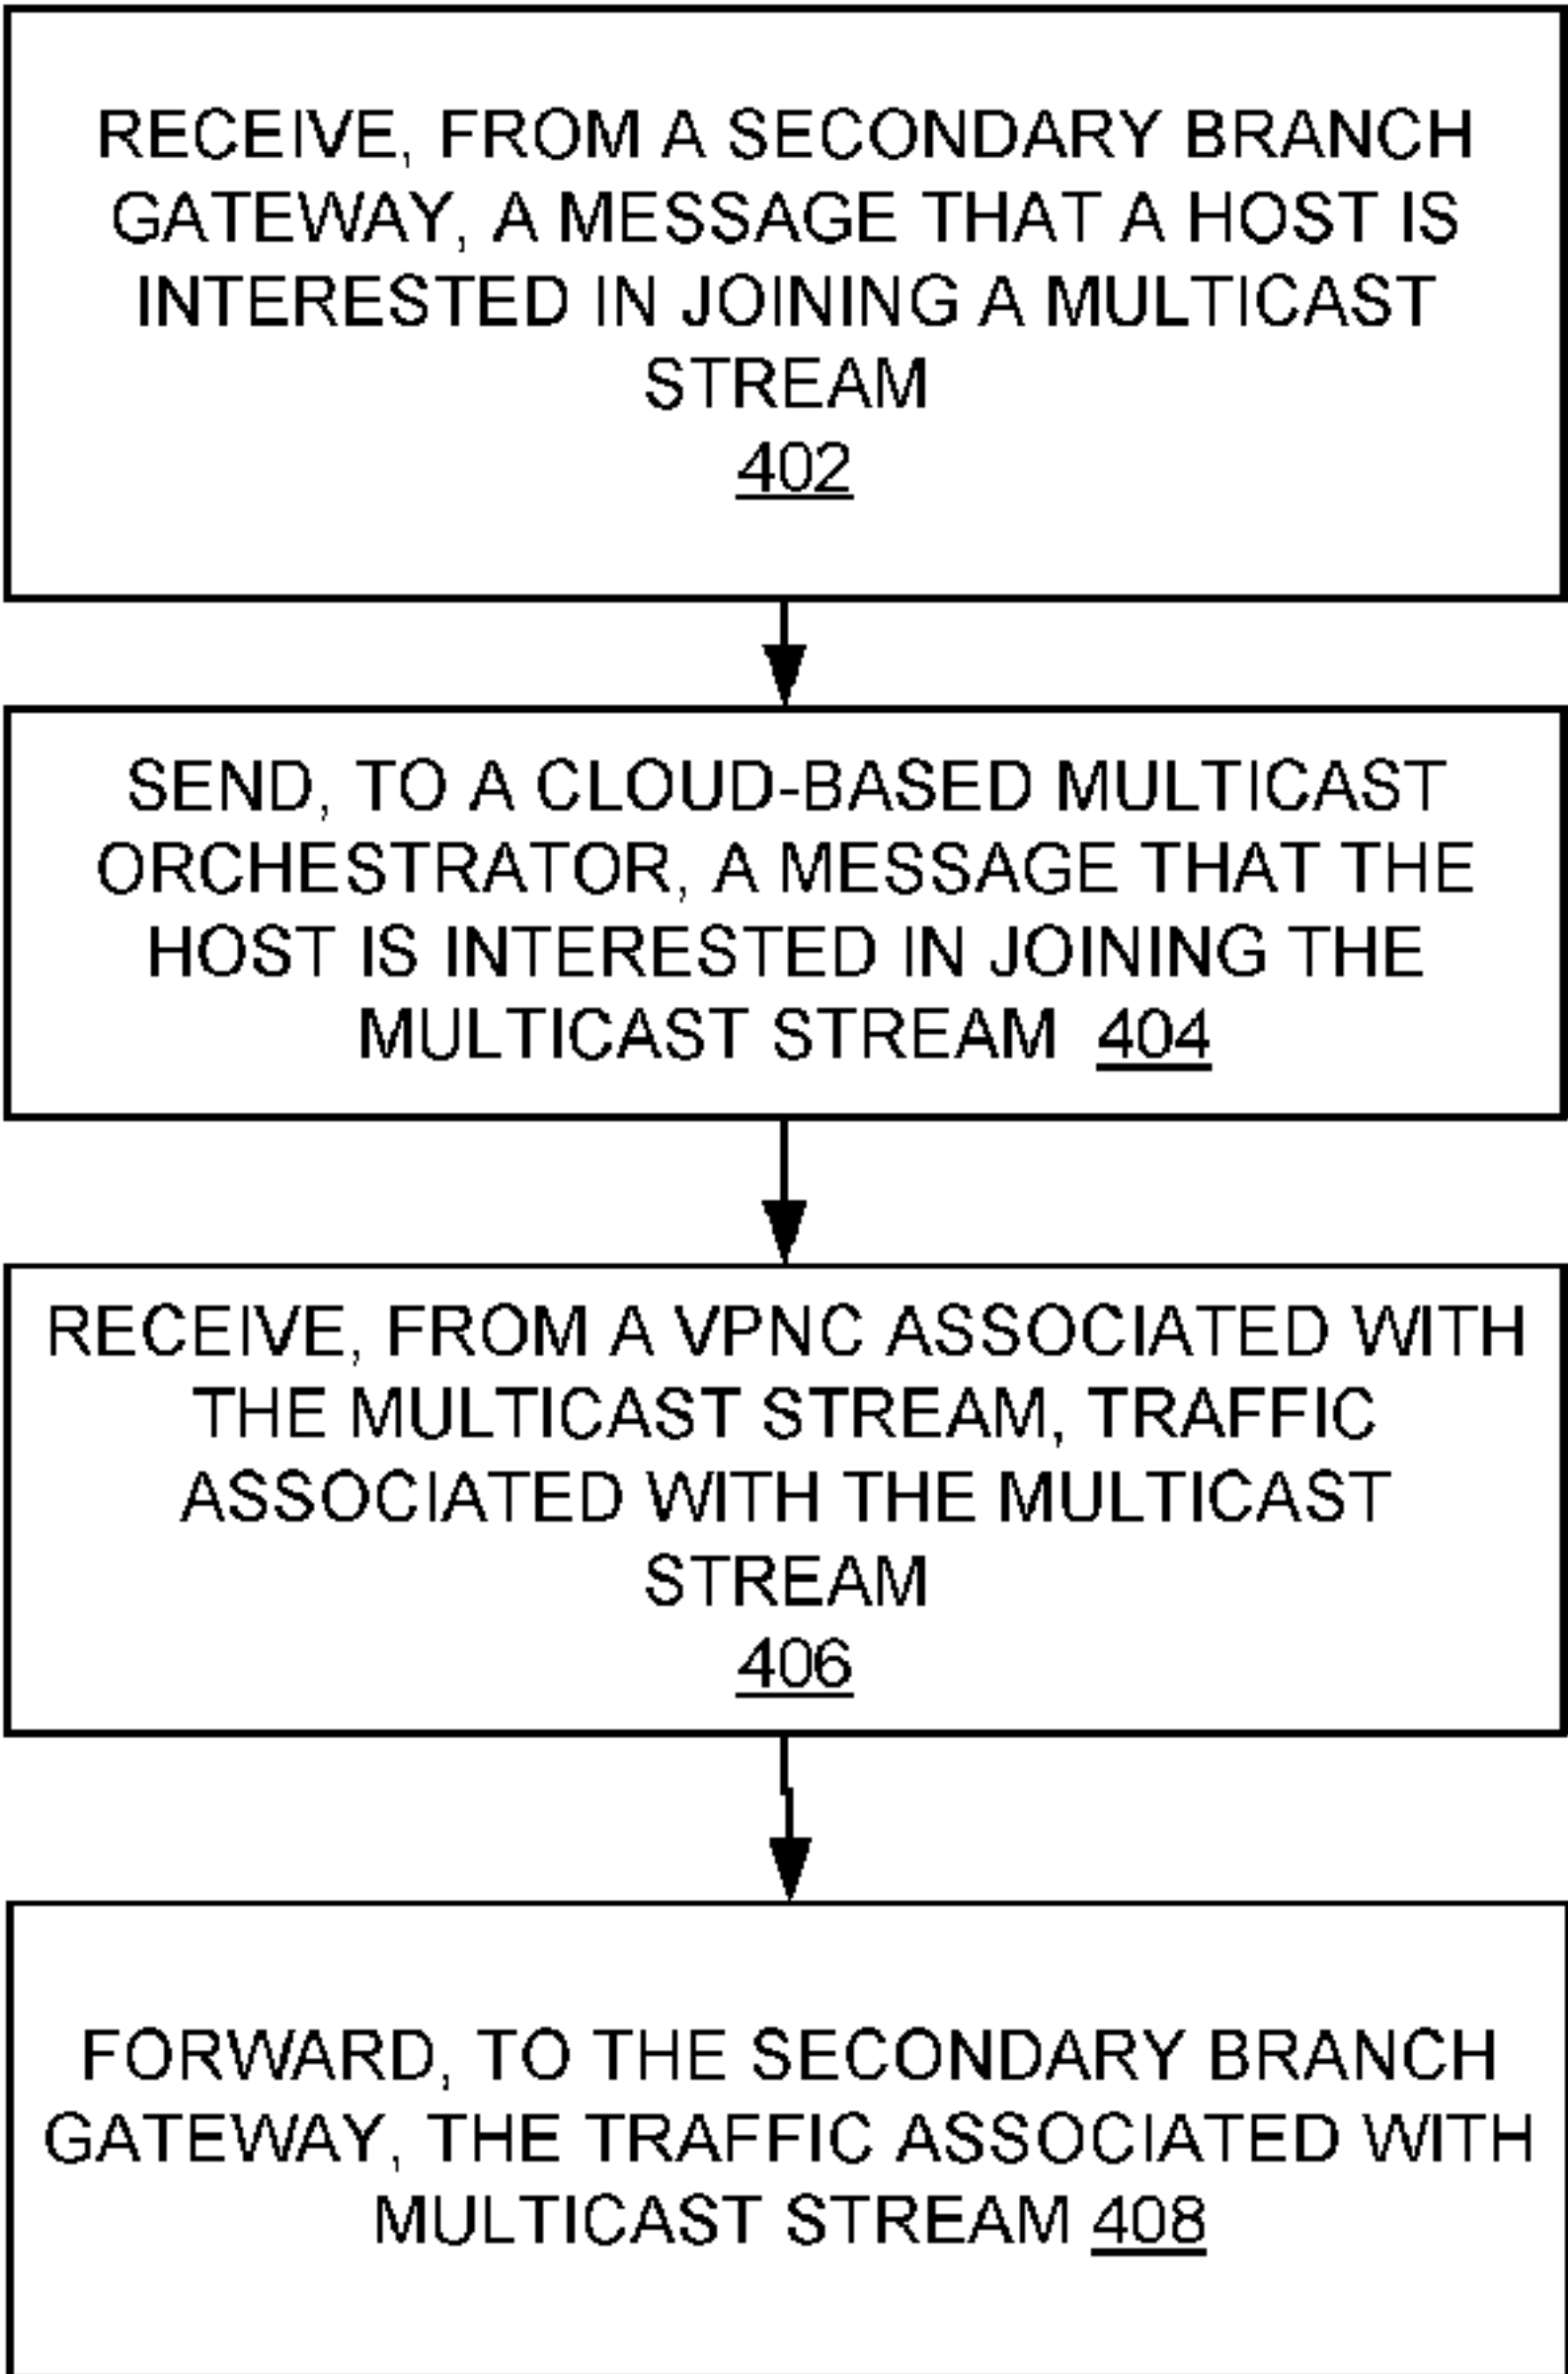 RECEIVE, FROM A SECONDARY BRANCH
GATEWAY, A MESSAGE THAT A HOST IS
INTERESTED IN JOINING A MULTICAST
STREAM
402
SEND, TO A CLOUD-BASED MULTICAST
ORCHESTRATOR, A MESSAGE THAT THE
HOST IS INTERESTED IN JOINING THE
MULTICAST STREAM 404
RECEIVE, FROM A VPNC ASSOCIATED WITH
THE MULTICAST STREAM, TRAFFIC
ASSOCIATED WITH THE MULTICAST
STREAM
406
FORWARD, TO THE SECONDARY BRANCH
GATEWAY, THE TRAFFIC ASSOCIATED WITH
MULTICAST STREAM 408